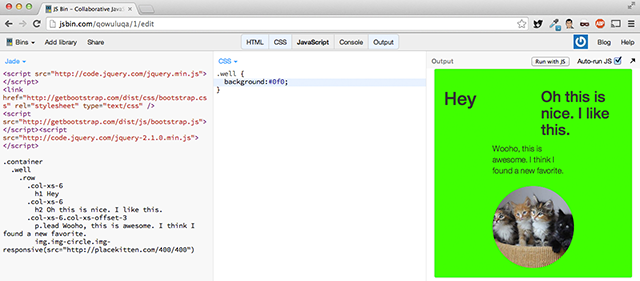 JS Bin – Collaborative Java
jsbin.com/qowuluqa/1/edit
Bins Add library Share HTML CSS JavaScript Console Output Blog Help
Jade
<script src="http://code.jquery.com/jquery.min.js">
</script>
<link
href="http://getbootstrap.com/dist/css/bootstrap.cs
s" rel="stylesheet" type="text/css" />
<script
src="http://getbootstrap.com/dist/js/bootstrap.js">
</script><script
src="http://code.jquery.com/jquery-2.1.0.min.js">
</script>
.container
.well
.row
.col-xs-6
h1 Hey
.col-xs-6
h2 Oh this is nice. I like this.
.col-xs-6.col-xs-offset-3
p.lead Wooho, this is awesome. I think I
found a new favorite.
img.img-circle.img-
responsive(src="http://placekitten.com/400/400")
CSS
.well {
background:#0f0;
}
Output Run with JS Auto-run JS
Hey
Oh this is
nice. I like
this.
Wooho, this is
awesome. I think I
found a new favorite.